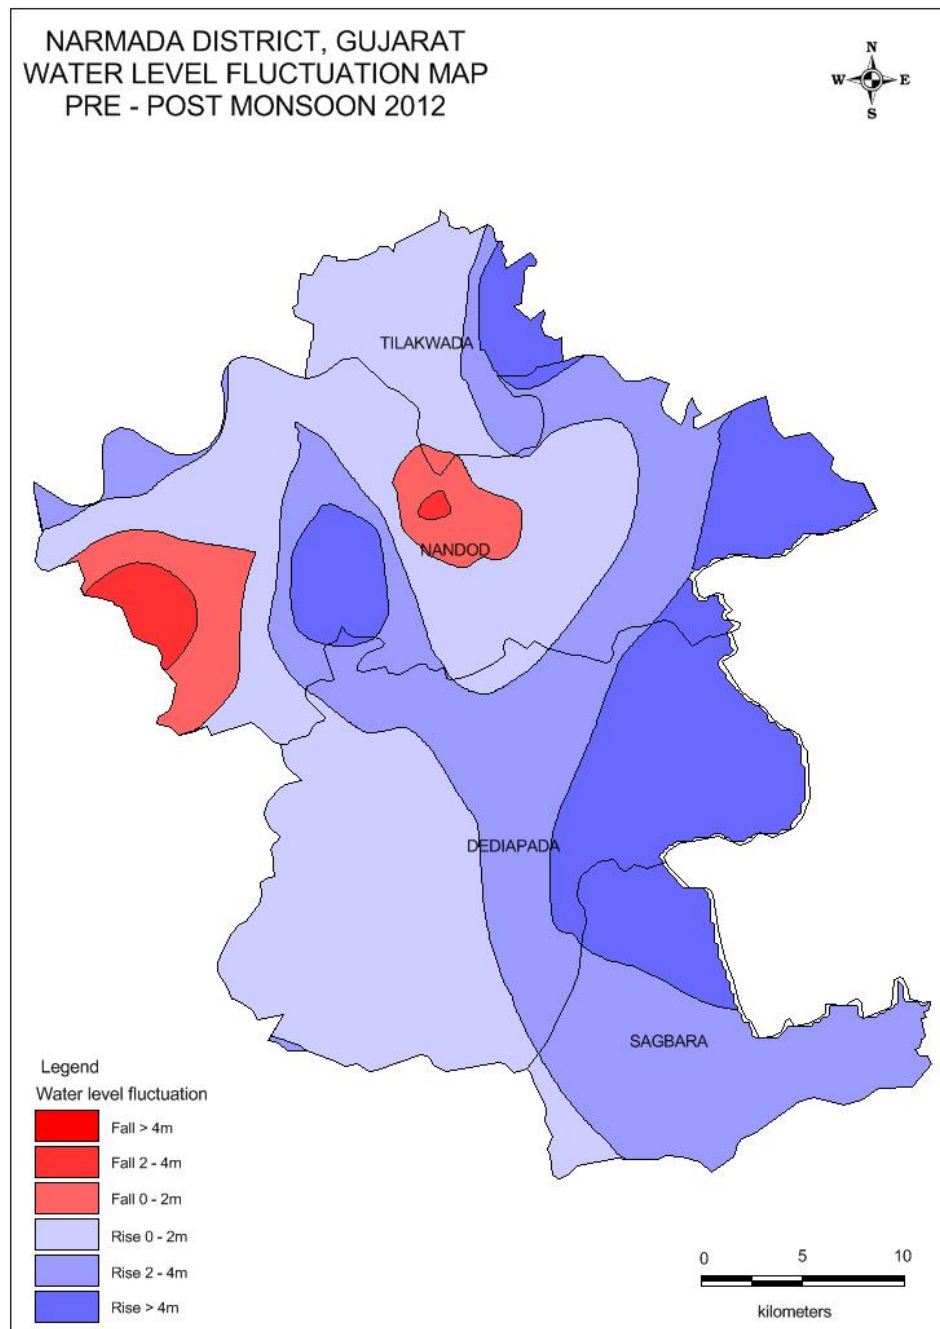 NARMADA DISTRICT, GUJARAT
WATER LEVEL FLUCTUATION MAP
PRE - POST MONSOON 2012
N
W E
S
TILAKWADA
NANDOD
DEDIAPADA
SAGBARA
Legend
Water level fluctuation
Fall > 4m
Fall 2 - 4m
Fall 0 - 2m
Rise 0 - 2m
Rise 2 - 4m
Rise > 4m
0 5 10
kilometers